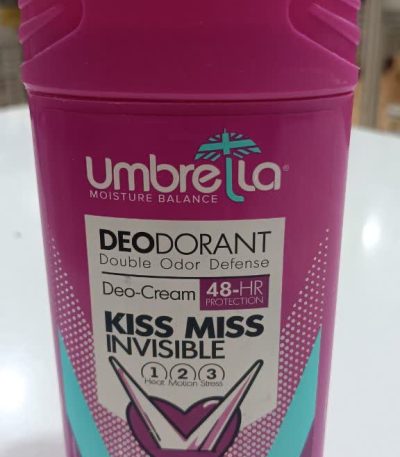 umbrella®
MOISTURE BALANCE
DEODORANT
Double Odor Defense
Deo-Cream 48-HR
PROTECTION
KISS MISS
INVISIBLE
1 2 3
Heat Motion Stress